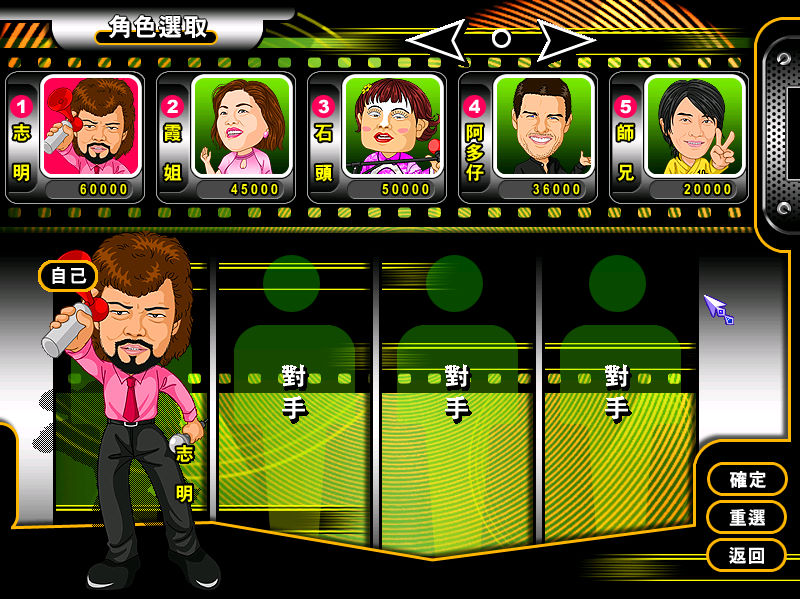 角色選取
1
志明
60000
2
霞姐
45000
3
石頭
50000
4
阿多仔
36000
5
師兄
20000
自己
志明
對手
對手
對手
確定
重選
返回